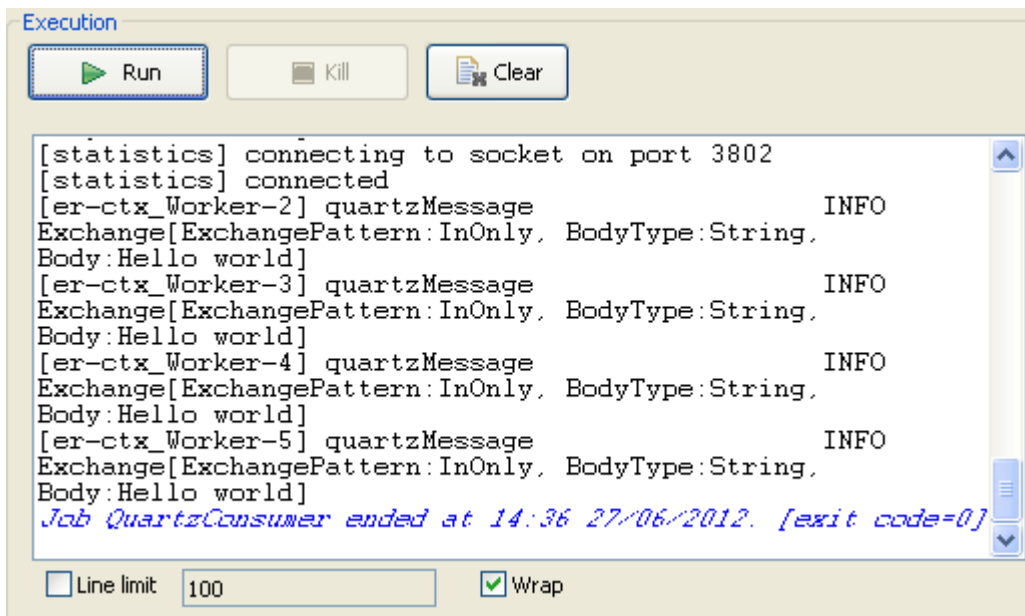 Execution
Run Kill Clear
[statistics] connecting to socket on port 3802
[statistics] connected
[er-ctx_Worker-2] quartzMessage INFO
Exchange[ExchangePattern:InOnly, BodyType:String,
Body:Hello world]
[er-ctx_Worker-3] quartzMessage INFO
Exchange[ExchangePattern:InOnly, BodyType:String,
Body:Hello world]
[er-ctx_Worker-4] quartzMessage INFO
Exchange[ExchangePattern:InOnly, BodyType:String,
Body:Hello world]
[er-ctx_Worker-5] quartzMessage INFO
Exchange[ExchangePattern:InOnly, BodyType:String,
Body:Hello world]
Job QuartzConsumer ended at 14:36 27/06/2012. [exit code=0]
Line limit 100 Wrap